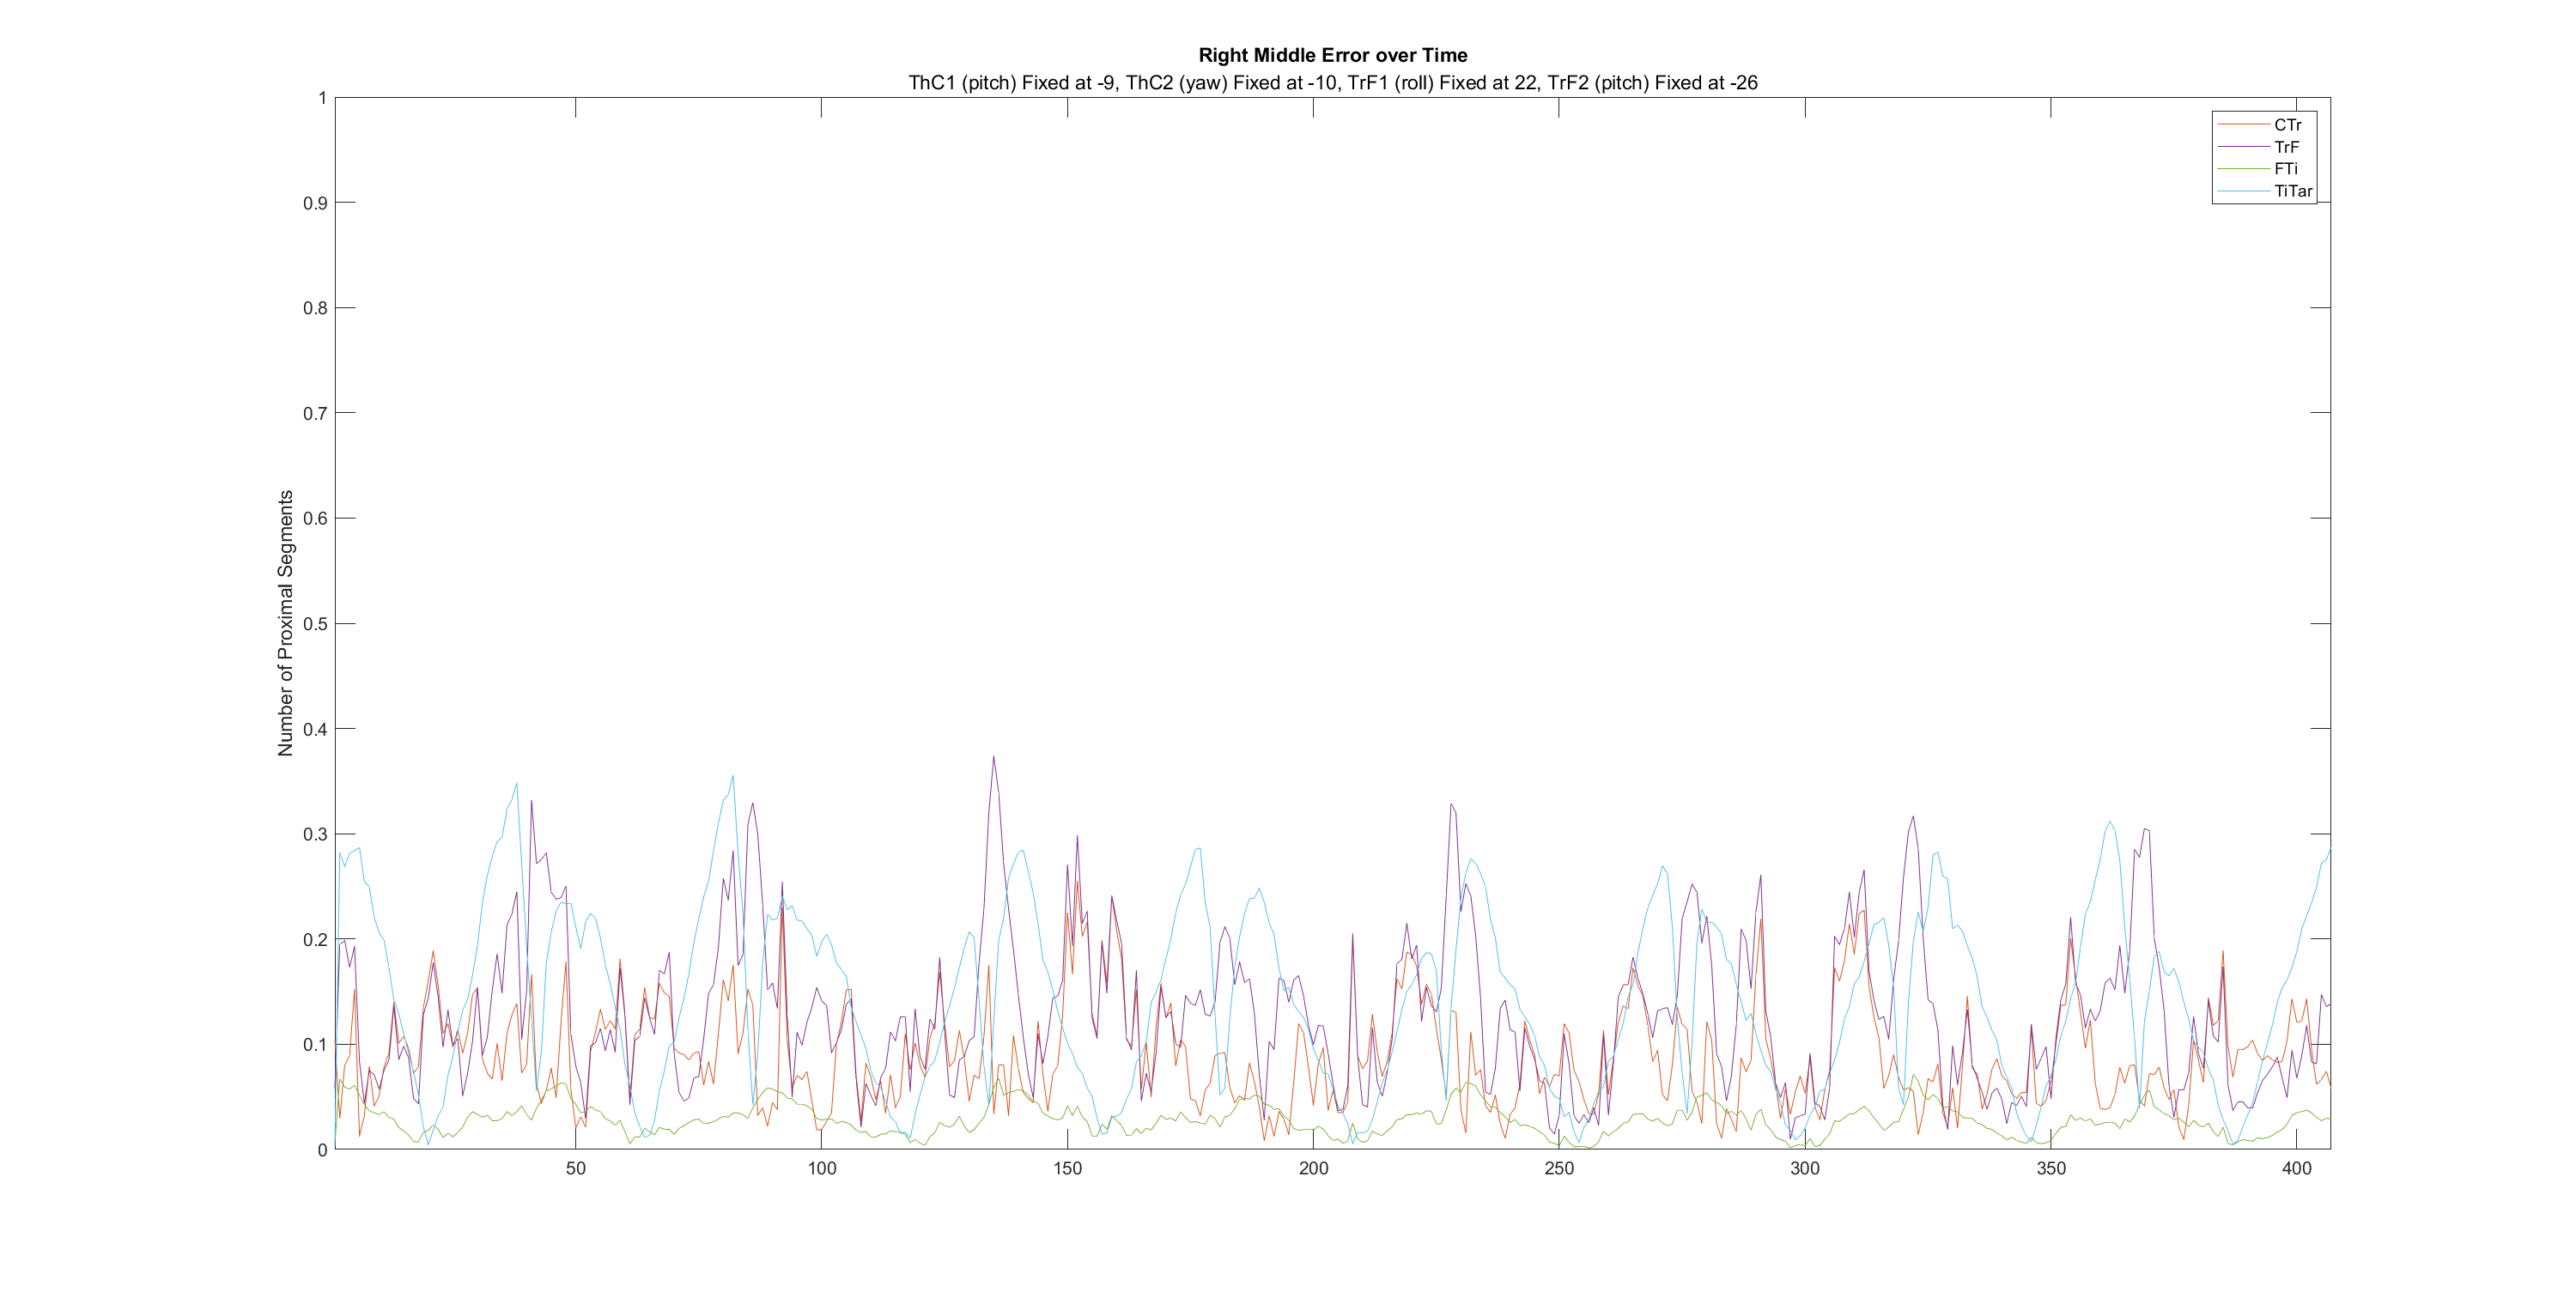 Right Middle Error over Time
ThC1 (pitch) Fixed at -9, ThC2 (yaw) Fixed at -10, TrF1 (roll) Fixed at 22, TrF2 (pitch) Fixed at -26
CTr
TrF
FTi
TiTar
Number of Proximal Segments
1
0.9
0.8
0.7
0.6
0.5
0.4
0.3
0.2
0.1
0
50 100 150 200 250 300 350 400